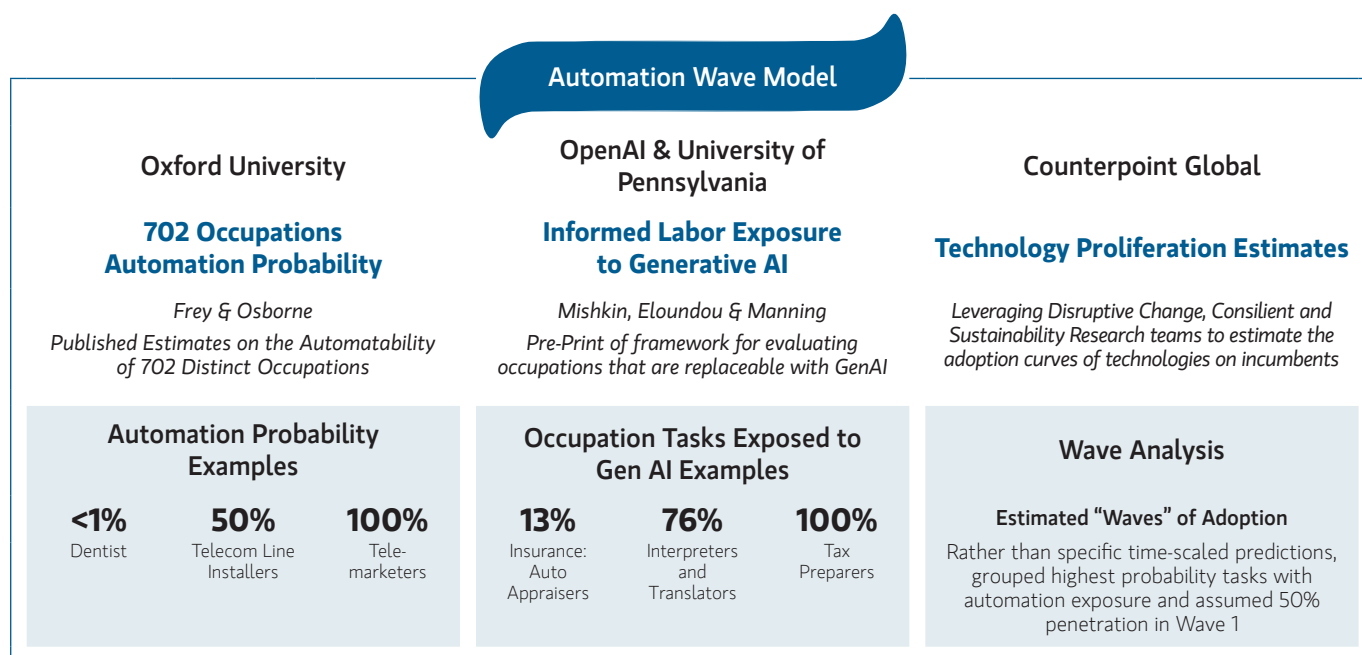 Automation Wave Model
Oxford University
702 Occupations
Automation Probability
Frey & Osborne
Published Estimates on the Automatability
of 702 Distinct Occupations
Automation Probability
Examples
<1%
Dentist
50%
Telecom Line
Installers
100%
Tele-
marketers
OpenAI & University of
Pennsylvania
Informed Labor Exposure
to Generative AI
Mishkin, Eloundou & Manning
Pre-Print of framework for evaluating
occupations that are replaceable with GenAI
Occupation Tasks Exposed to
Gen AI Examples
13%
Insurance:
Auto
Appraisers
76%
Interpreters
and
Translators
100%
Tax
Preparers
Counterpoint Global
Technology Proliferation Estimates
Leveraging Disruptive Change, Consilient and
Sustainability Research teams to estimate the
adoption curves of technologies on incumbents
Wave Analysis
Estimated “Waves” of Adoption
Rather than specific time-scaled predictions,
grouped highest probability tasks with
automation exposure and assumed 50%
penetration in Wave 1